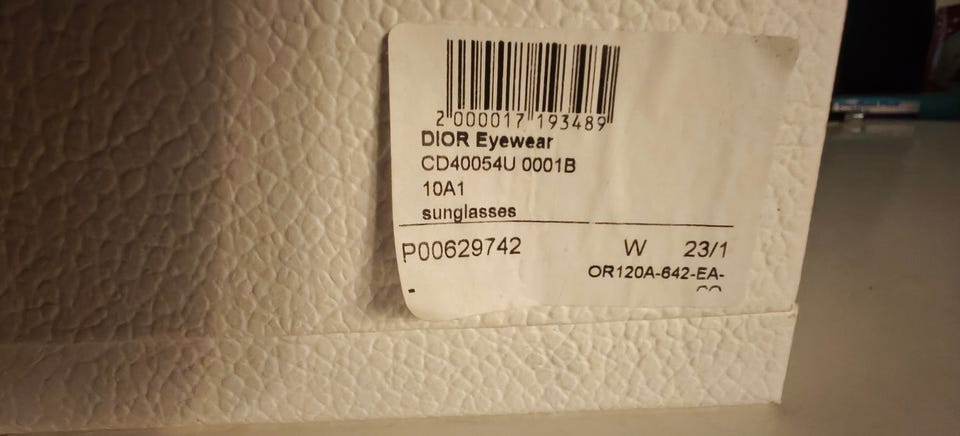 2 000017 193489
DIOR Eyewear
CD40054U 0001B
10A1
sunglasses
P00629742 W 23/1
OR120A-642-EA-
-